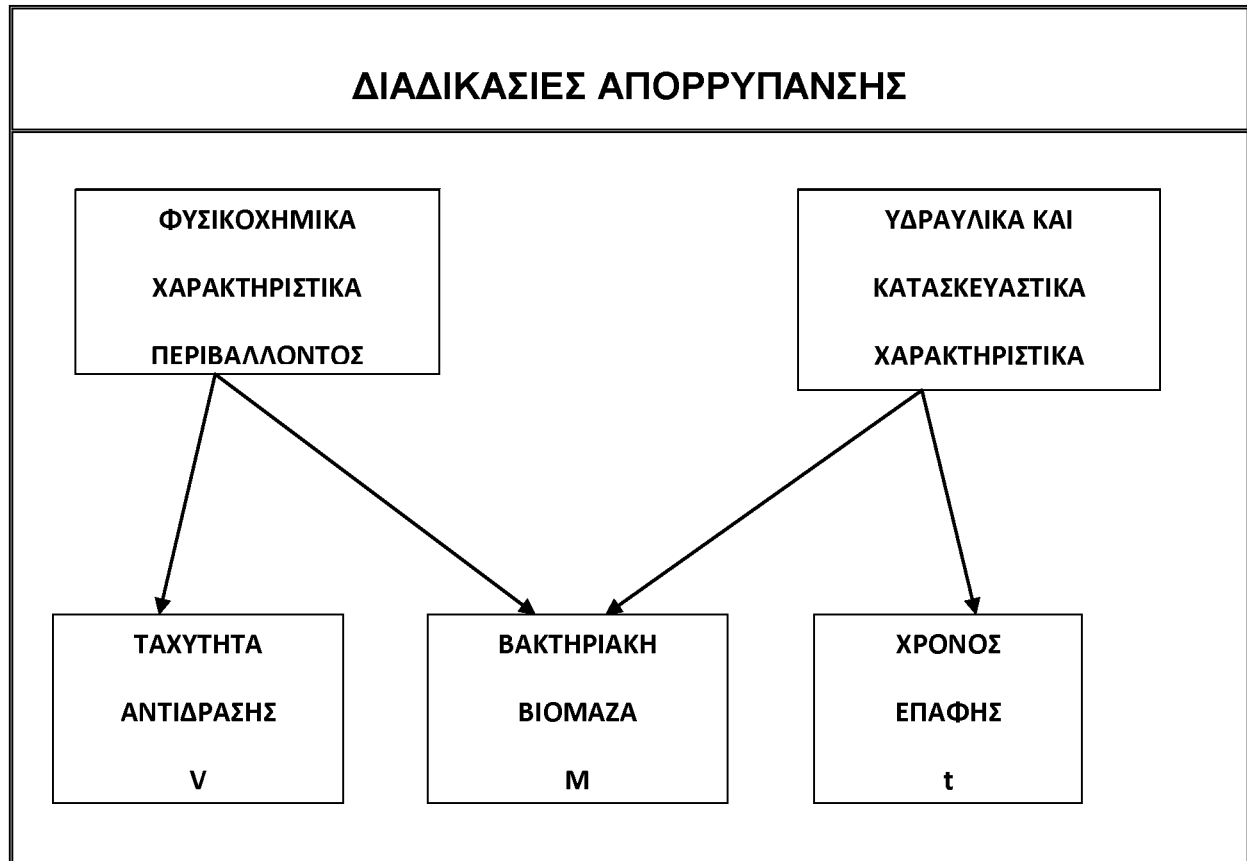 ΔΙΑΔΙΚΑΣΙΕΣ ΑΠΟΡΡΥΠΑΝΣΗΣ
ΦΥΣΙΚΟΧΗΜΙΚΑ
ΧΑΡΑΚΤΗΡΙΣΤΙΚΑ
ΠΕΡΙΒΑΛΛΟΝΤΟΣ
ΥΔΡΑΥΛΙΚΑ ΚΑΙ
ΚΑΤΑΣΚΕΥΑΣΤΙΚΑ
ΧΑΡΑΚΤΗΡΙΣΤΙΚΑ
ΤΑΧΥΤΗΤΑ
ΑΝΤΙΔΡΑΣΗΣ
V
ΒΑΚΤΗΡΙΑΚΗ
ΒΙΟΜΑΖΑ
Μ
ΧΡΟΝΟΣ
ΕΠΑΦΗΣ
t